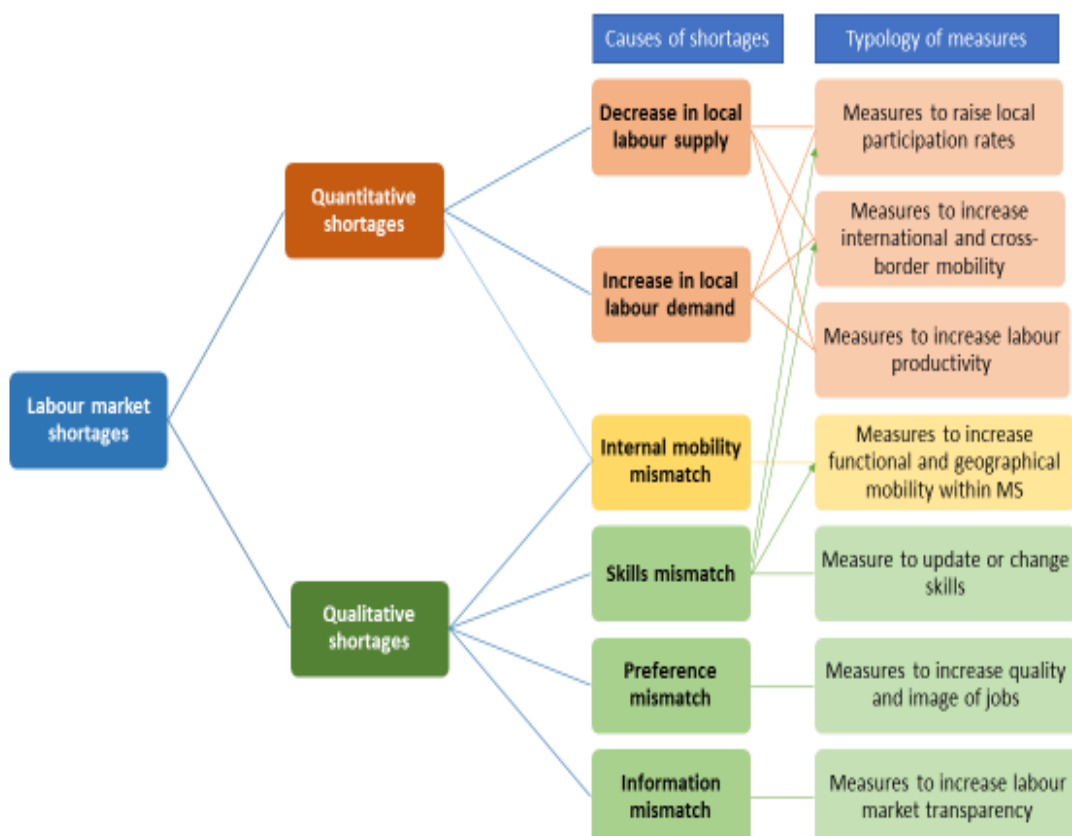 Causes of shortages
Typology of measures
Decrease in local
labour supply
Measures to raise local
participation rates
Quantitative
shortages
Measures to increase
international and cross-
border mobility
Increase in local
labour demand
Measures to increase labour
productivity
Labour market
shortages
Internal mobility
mismatch
Measures to increase
functional and geographical
mobility within MS
Skills mismatch
Measure to update or change
skills
Qualitative
shortages
Preference
mismatch
Measures to increase quality
and image of jobs
Information
mismatch
Measures to increase labour
market transparency